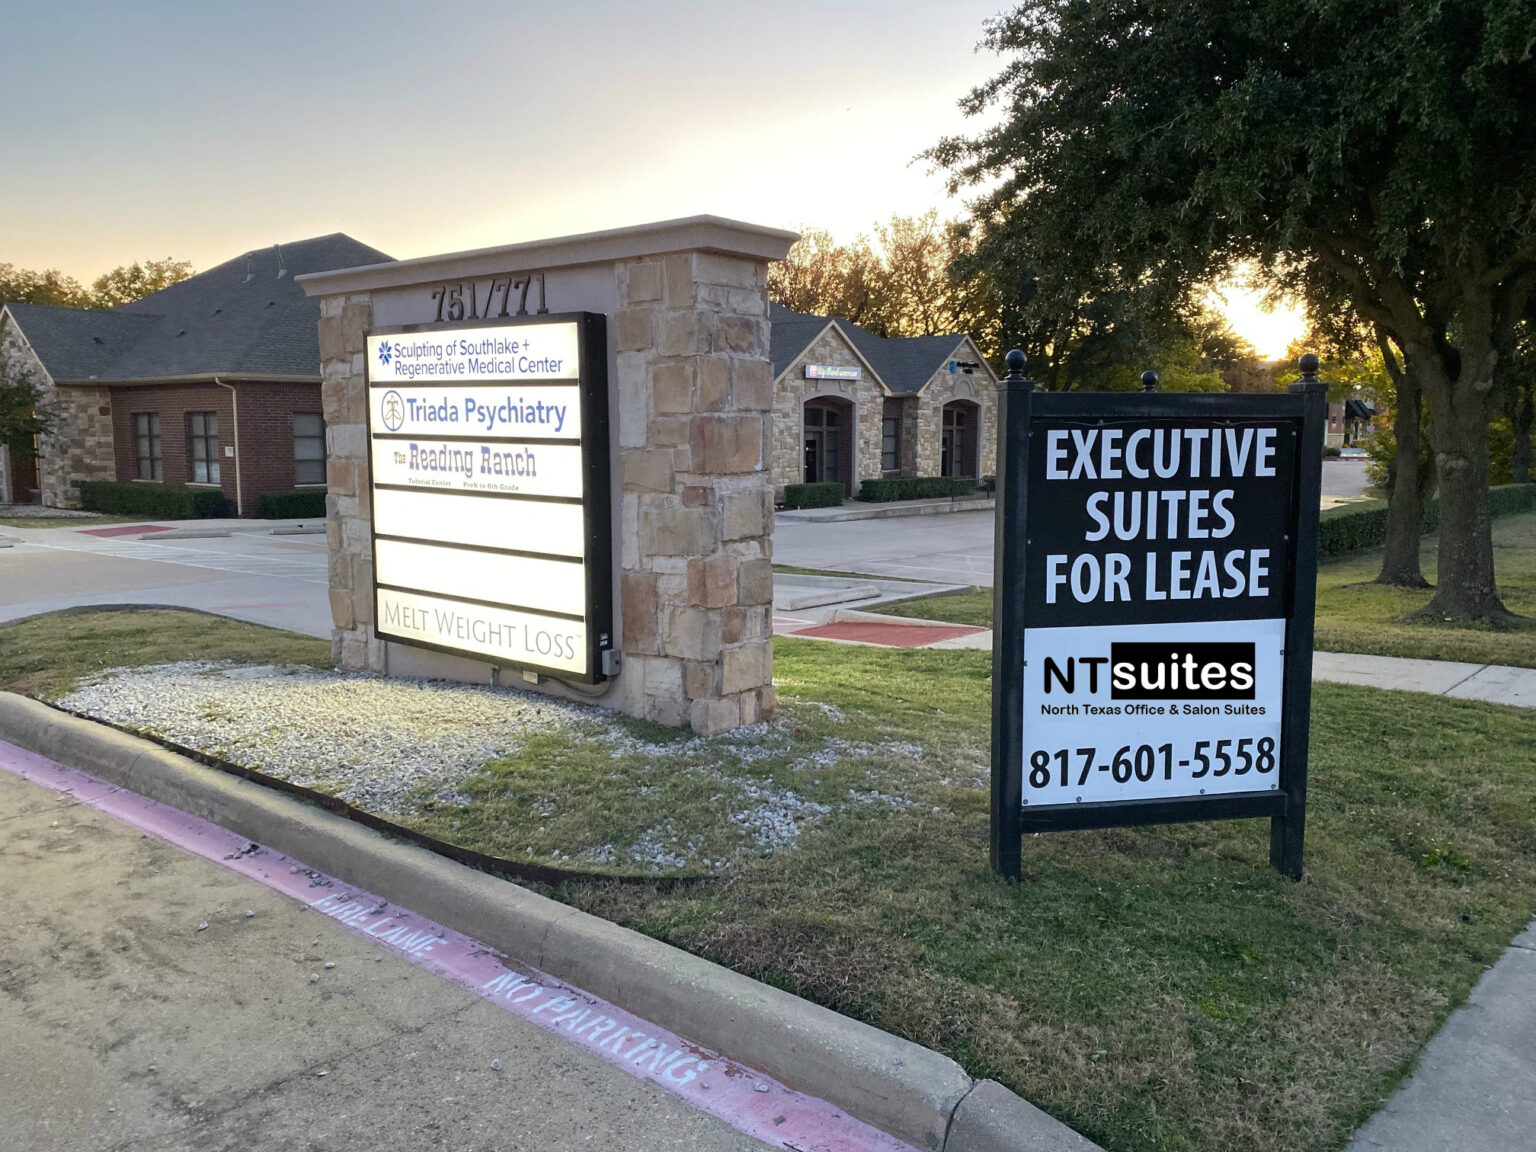 751/771
Sculpting of Southlake +
Regenerative Medical Center
Triada Psychiatry
The Reading Ranch
Tutorial Center PreK to 6th Grade
MELT WEIGHT LOSS™
EXECUTIVE
SUITES
FOR LEASE
NTsuites
North Texas Office & Salon Suites
817-601-5558
FIRE LANE NO PARKING